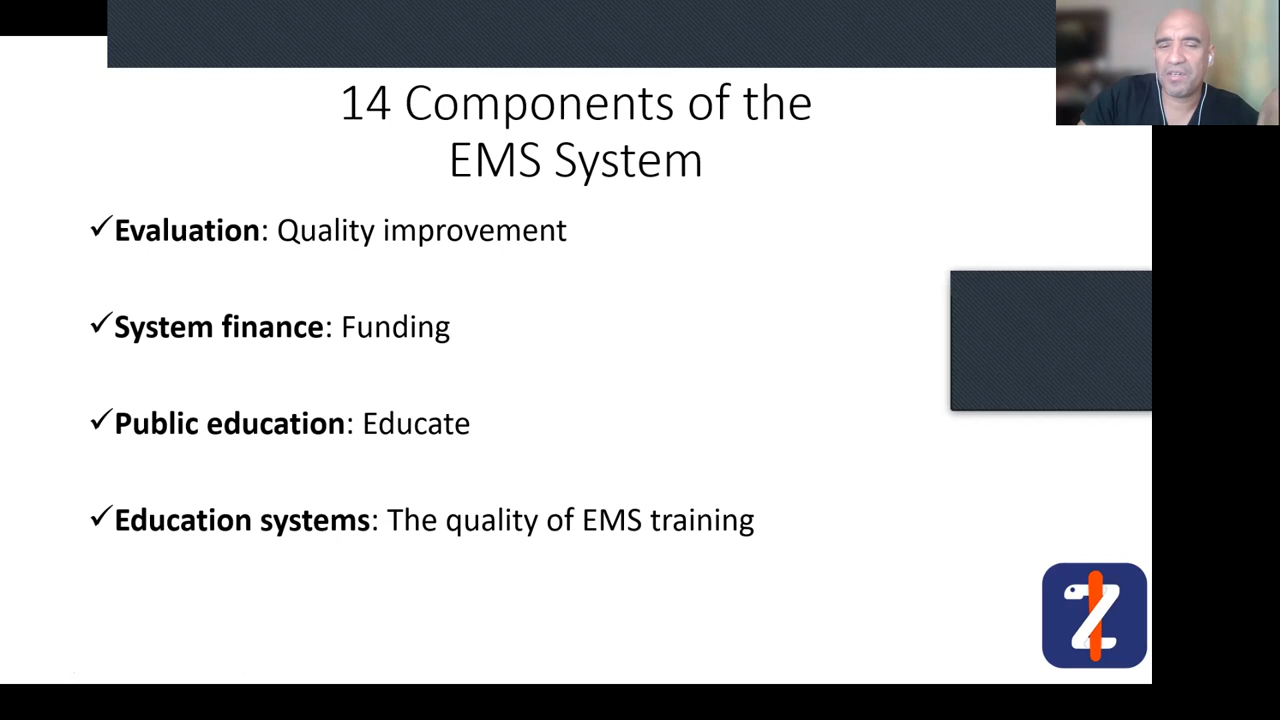 14 Components of the
EMS System
✓Evaluation: Quality improvement
✓System finance: Funding
✓Public education: Educate
✓Education systems: The quality of EMS training